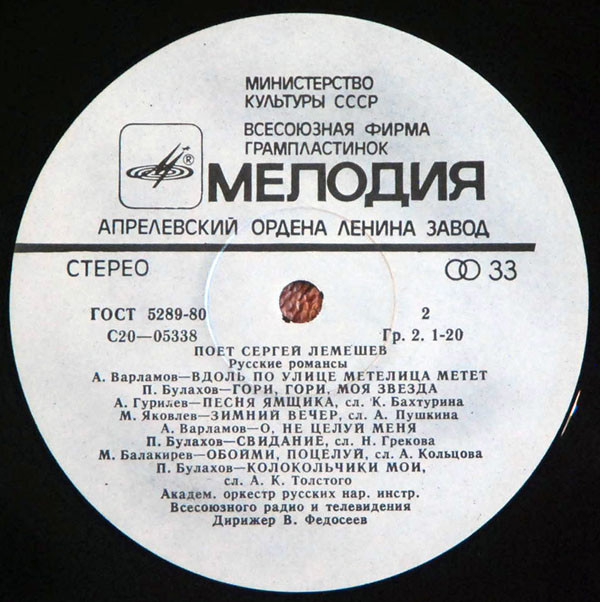 МИНИСТЕРСТВО
КУЛЬТУРЫ СССР
ВСЕСОЮЗНАЯ ФИРМА
ГРАМПЛАСТИНОК
®
МЕЛОДИЯ
АПРЕЛЕВСКИЙ ОРДЕНА ЛЕНИНА ЗАВОД
СТЕРЕО 33
ГОСТ 5289-80 2
С20—05338 Гр. 2. 1-20
ПОЕТ СЕРГЕЙ ЛЕМЕШЕВ
Русские романсы
А. Варламов—ВДОЛЬ ПО УЛИЦЕ МЕТЕЛИЦА МЕТЕТ
П. Булахов—ГОРИ, ГОРИ, МОЯ ЗВЕЗДА
А. Гурилев—ПЕСНЯ ЯМЩИКА, сл. К. Бахтурина
М. Яковлев—ЗИМНИЙ ВЕЧЕР, сл. А. Пушкина
А. Варламов—О, НЕ ЦЕЛУЙ МЕНЯ
П. Булахов—СВИДАНИЕ, сл. Н. Грекова
М. Балакирев—ОБОЙМИ, ПОЦЕЛУЙ, сл. А. Кольцова
П. Булахов—КОЛОКОЛЬЧИКИ МОИ,
сл. А. К. Толстого
Академ. оркестр русских нар. инстр.
Всесоюзного радио и телевидения
Дирижер В. Федосеев